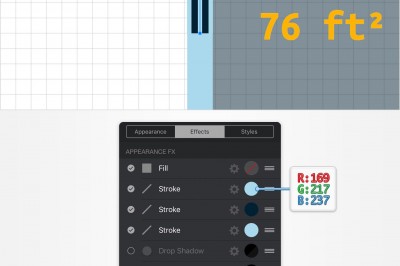 76 ft²
Appearance Effects Styles
APPEARANCE FX
Fill
Stroke
R:169
G:217
B:237
Stroke
Stroke
Drop Shadow